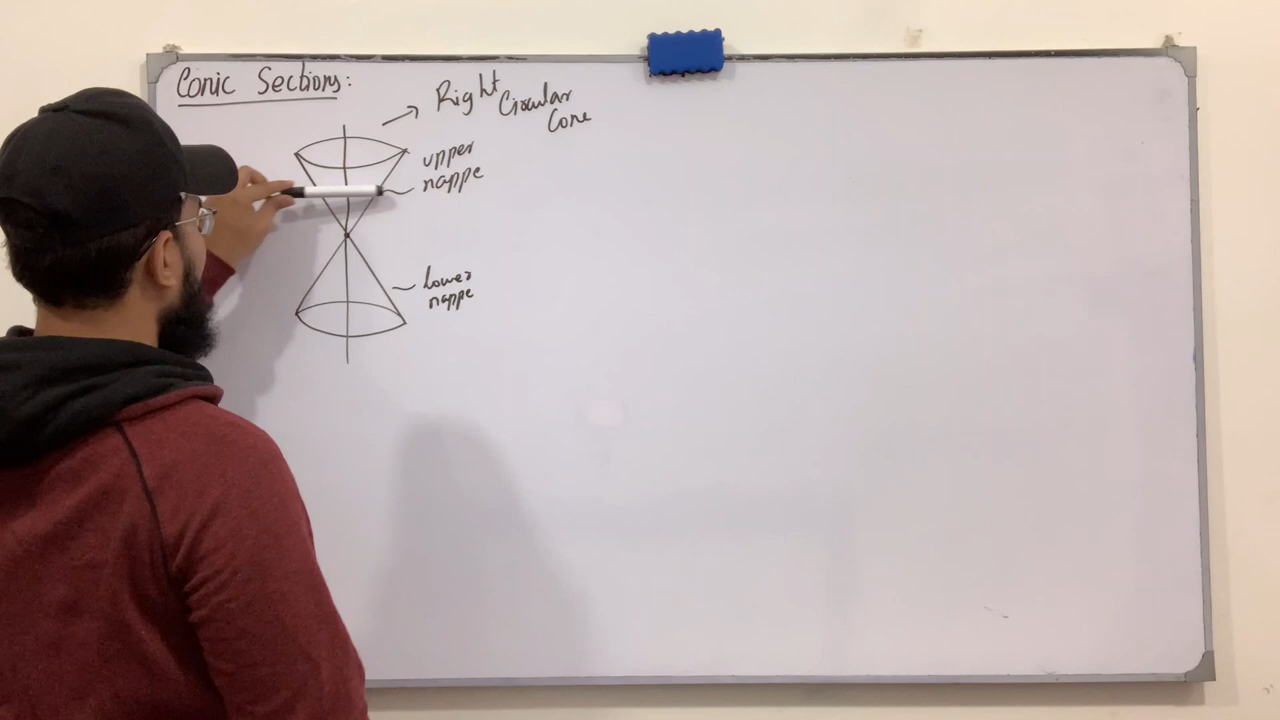 Conic Sections:
Right Circular
Cone
upper
nappe
lower
nappe